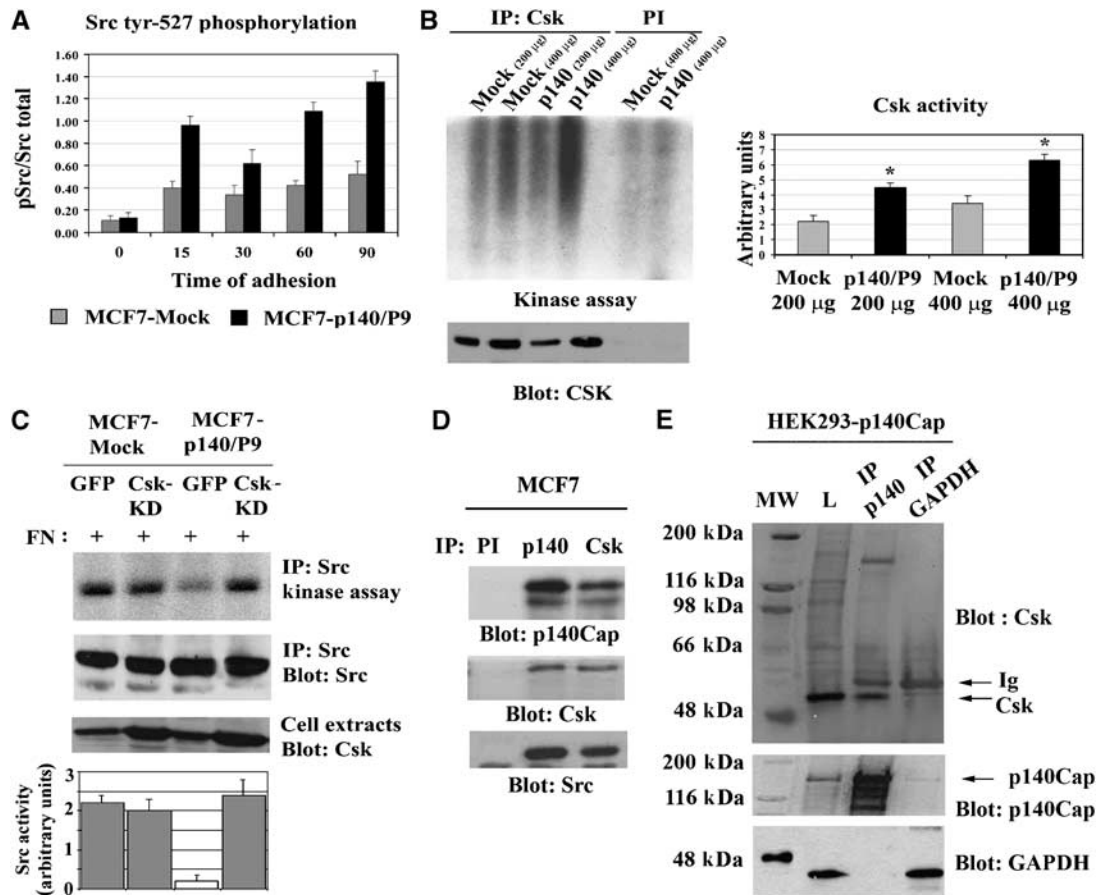 A
Src tyr-527 phosphorylation
pSrc/Src total
1.60
1.40
1.20
1.00
0.80
0.60
0.40
0.20
0.00
0 15 30 60 90
Time of adhesion
MCF7-Mock MCF7-p140/P9
B
IP: Csk PI
Mock (200 µg)
Mock (400 µg)
p140 (200 µg)
p140 (400 µg)
Mock (400 µg)
p140 (400 µg)
Kinase assay
Blot: CSK
Csk activity
Arbitrary units
8
7
6
5
4
3
2
1
0
* *
Mock p140/P9 Mock p140/P9
200 µg 200 µg 400 µg 400 µg
C
MCF7-
Mock
MCF7-
p140/P9
GFP Csk-
KD
GFP Csk-
KD
FN : + + + +
IP: Src
kinase assay
IP: Src
Blot: Src
Cell extracts
Blot: Csk
Src activity
(arbitrary units)
2
1
0
D
MCF7
IP: PI p140 Csk
Blot: p140Cap
Blot: Csk
Blot: Src
E
HEK293-p140Cap
MW L IP
p140
IP
GAPDH
200 kDa
116 kDa
98 kDa
66 kDa
48 kDa
Blot : Csk
Ig
Csk
200 kDa
116 kDa
p140Cap
Blot: p140Cap
48 kDa
Blot: GAPDH